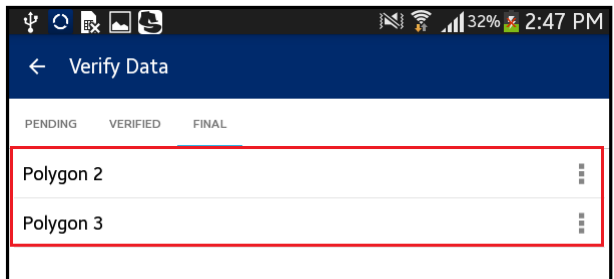 32% 2:47 PM
Verify Data
PENDING VERIFIED FINAL
Polygon 2
Polygon 3